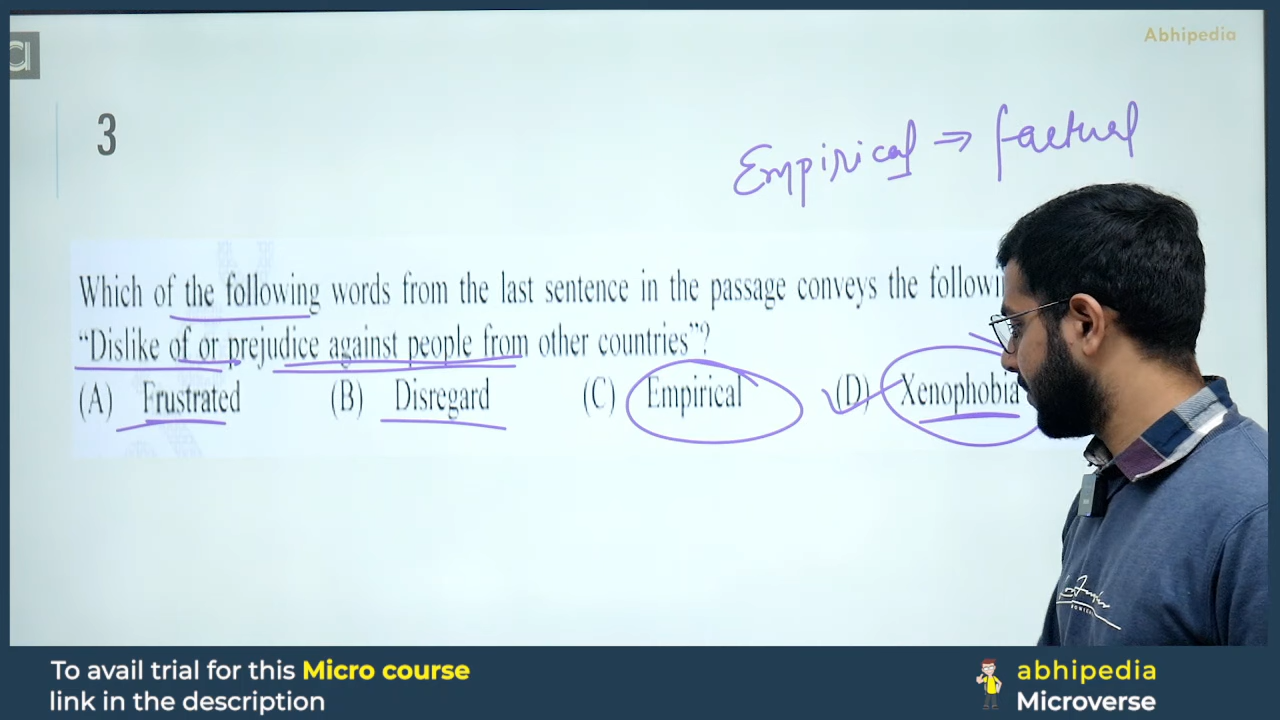 Abhipedia
a
3
Empirical ⇒ factual
Which of the following words from the last sentence in the passage conveys the
“Dislike of or prejudice against people from other countries”?
(A) Frustrated (B) Disregard (C) Empirical (D) Xenophobia
To avail trial for this Micro course
link in the description
abhipedia
Microverse